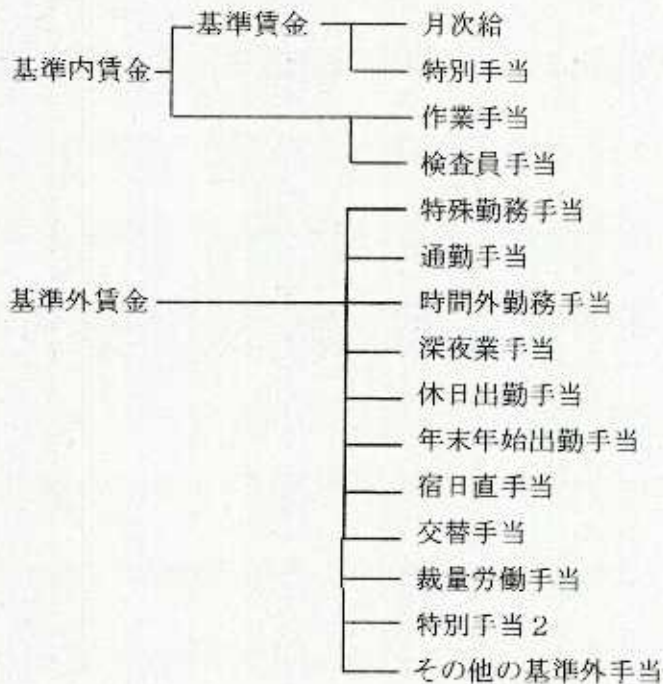 基準賃金
月次給
基準内賃金
特別手当
作業手当
検査員手当
特殊勤務手当
通勤手当
基準外賃金
時間外勤務手当
深夜業手当
休日出勤手当
年末年始出勤手当
宿日直手当
交替手当
裁量労働手当
特別手当2
その他の基準外手当